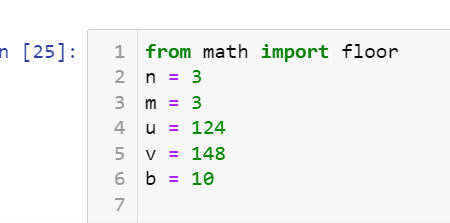 n [25]:
1 from math import floor
2 n = 3
3 m = 3
4 u = 124
5 v = 148
6 b = 10
7